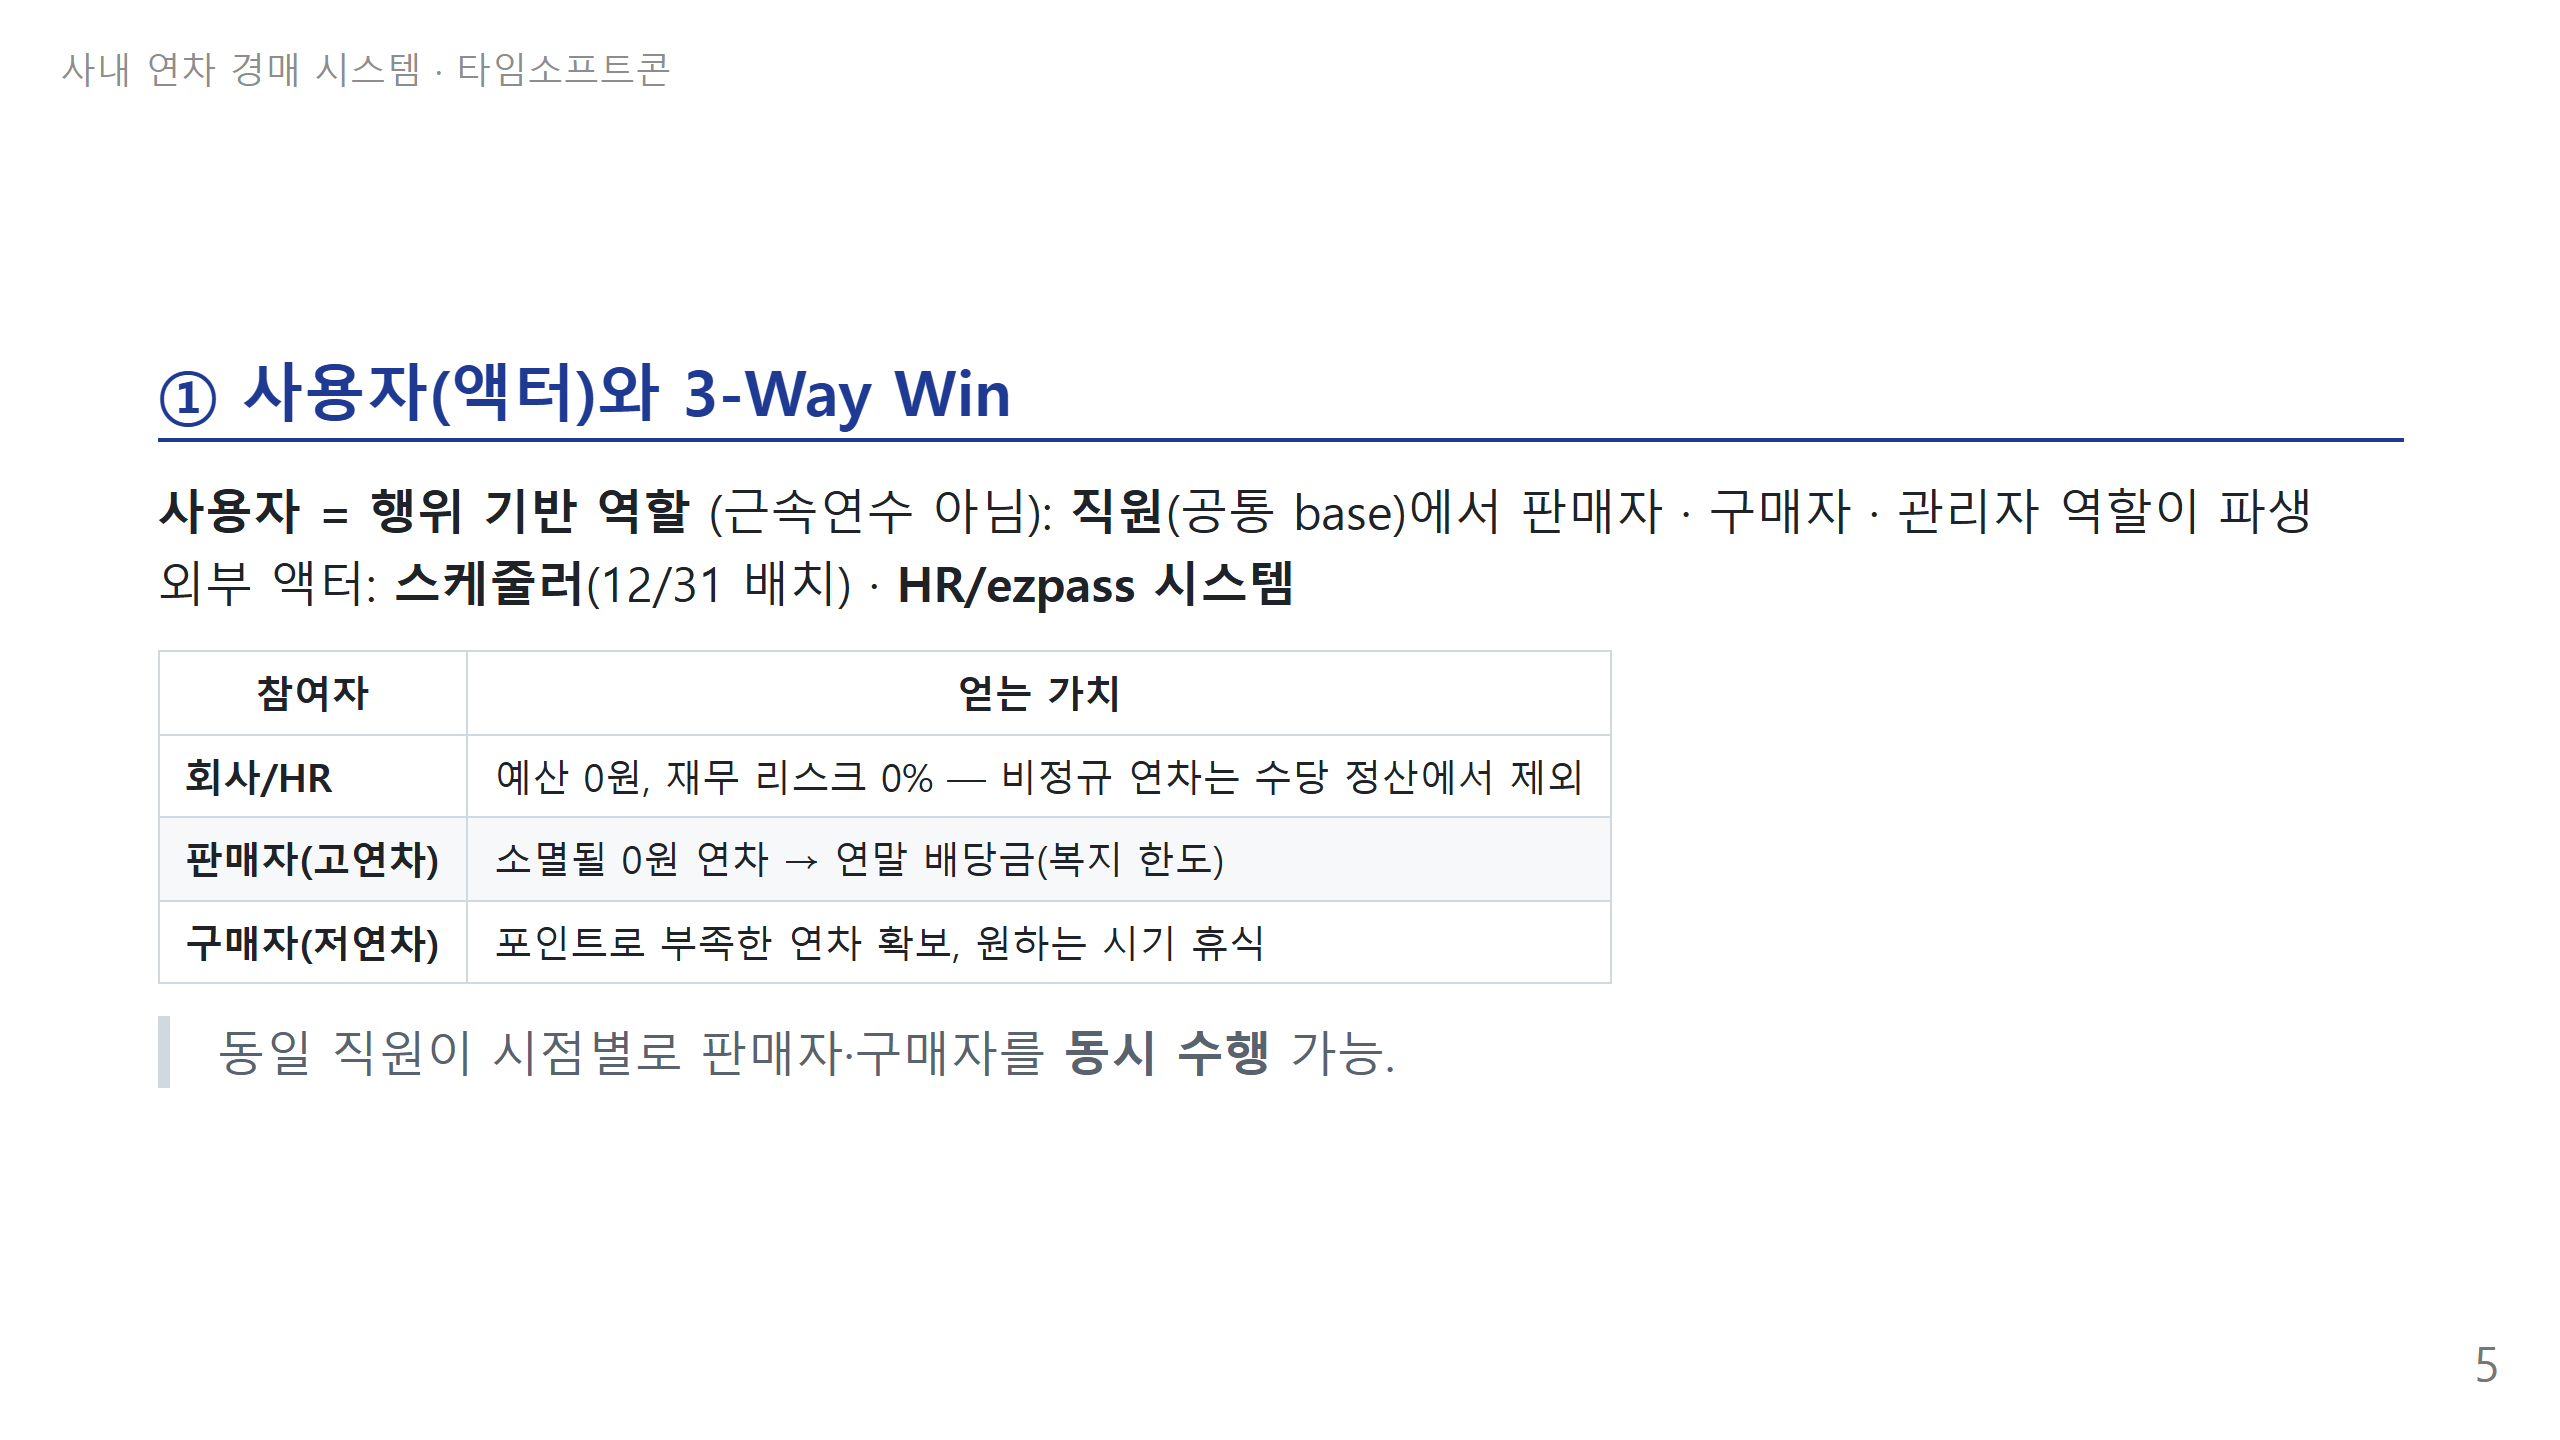 사내 연차 경매 시스템 · 타임소프트콘
① 사용자(액터)와 3-Way Win
사용자 = 행위 기반 역할 (근속연수 아님): 직원(공통 base)에서 판매자 · 구매자 · 관리자 역할이 파생
외부 액터: 스케줄러(12/31 배치) · HR/ezpass 시스템
참여자 얻는 가치
회사/HR 예산 0원, 재무 리스크 0% — 비정규 연차는 수당 정산에서 제외
판매자(고연차) 소멸될 0원 연차 → 연말 배당금(복지 한도)
구매자(저연차) 포인트로 부족한 연차 확보, 원하는 시기 휴식
동일 직원이 시점별로 판매자·구매자를 동시 수행 가능.
5